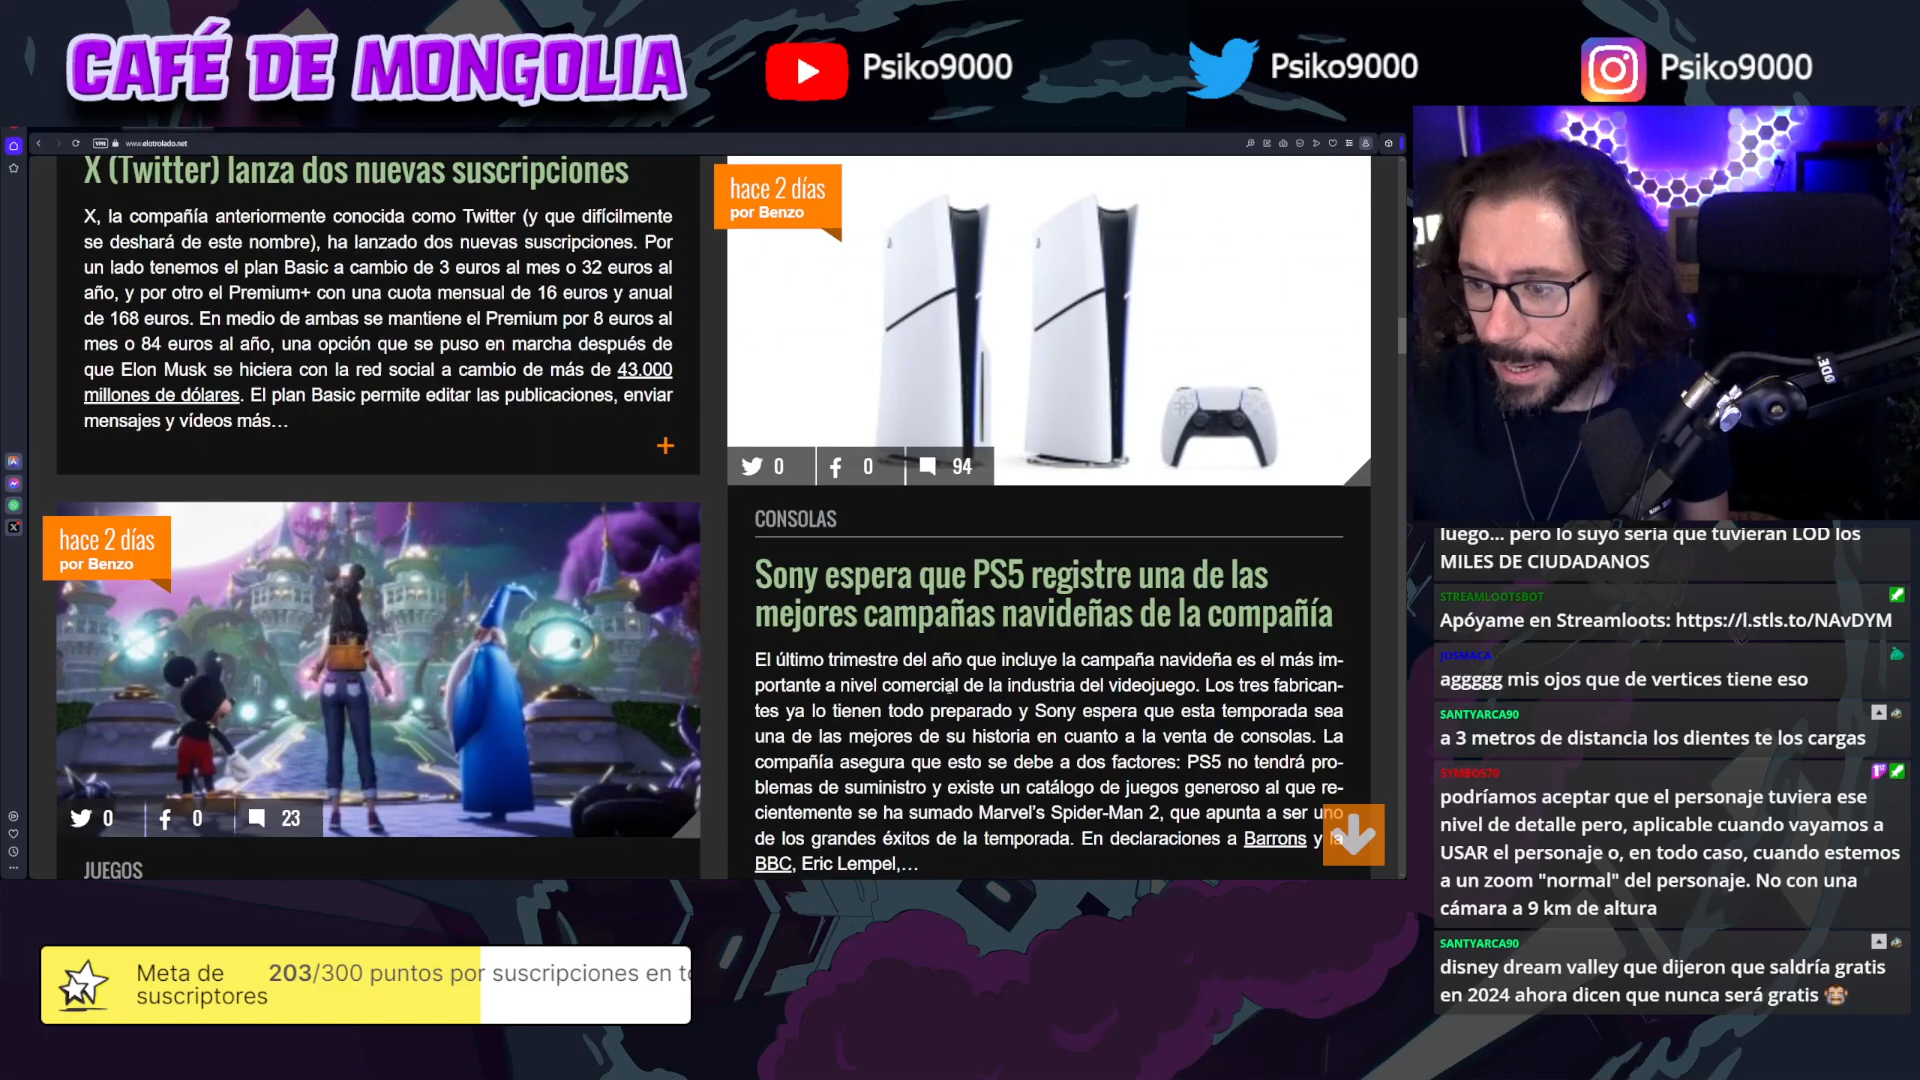 CAFÉ DE MONGOLIA
Psiko9000
Psiko9000
Psiko9000
VPN
www.elotrolado.net
X (Twitter) lanza dos nuevas suscripciones
X, la compañía anteriormente conocida como Twitter (y que difícilmente
se deshará de este nombre), ha lanzado dos nuevas suscripciones. Por
un lado tenemos el plan Basic a cambio de 3 euros al mes o 32 euros al
año, y por otro el Premium+ con una cuota mensual de 16 euros y anual
de 168 euros. En medio de ambas se mantiene el Premium por 8 euros al
mes o 84 euros al año, una opción que se puso en marcha después de
que Elon Musk se hiciera con la red social a cambio de más de 43.000
millones de dólares. El plan Basic permite editar las publicaciones, enviar
mensajes y vídeos más…
+
hace 2 días
por Benzo
0
0
23
JUEGOS
hace 2 días
por Benzo
0
0
94
CONSOLAS
Sony espera que PS5 registre una de las
mejores campañas navideñas de la compañía
El último trimestre del año que incluye la campaña navideña es el más im-
portante a nivel comercial de la industria del videojuego. Los tres fabrican-
tes ya lo tienen todo preparado y Sony espera que esta temporada sea
una de las mejores de su historia en cuanto a la venta de consolas. La
compañía asegura que esto se debe a dos factores: PS5 no tendrá pro-
blemas de suministro y existe un catálogo de juegos generoso al que re-
cientemente se ha sumado Marvel's Spider-Man 2, que apunta a ser uno
de los grandes éxitos de la temporada. En declaraciones a Barrons y la
BBC, Eric Lempel,…
luego... pero lo suyo seria que tuvieran LOD los
MILES DE CIUDADANOS
STREAMLOOTSBOT
Apóyame en Streamloots: https://l.stls.to/NAvDYM
JDSMACA
aggggg mis ojos que de vertices tiene eso
SANTYARCA90
a 3 metros de distancia los dientes te los cargas
SYMBOS70
podríamos aceptar que el personaje tuviera ese
nivel de detalle pero, aplicable cuando vayamos a
USAR el personaje o, en todo caso, cuando estemos
a un zoom "normal" del personaje. No con una
cámara a 9 km de altura
SANTYARCA90
disney dream valley que dijeron que saldría gratis
en 2024 ahora dicen que nunca será gratis
Meta de
suscriptores
203/300 puntos por suscripciones en to